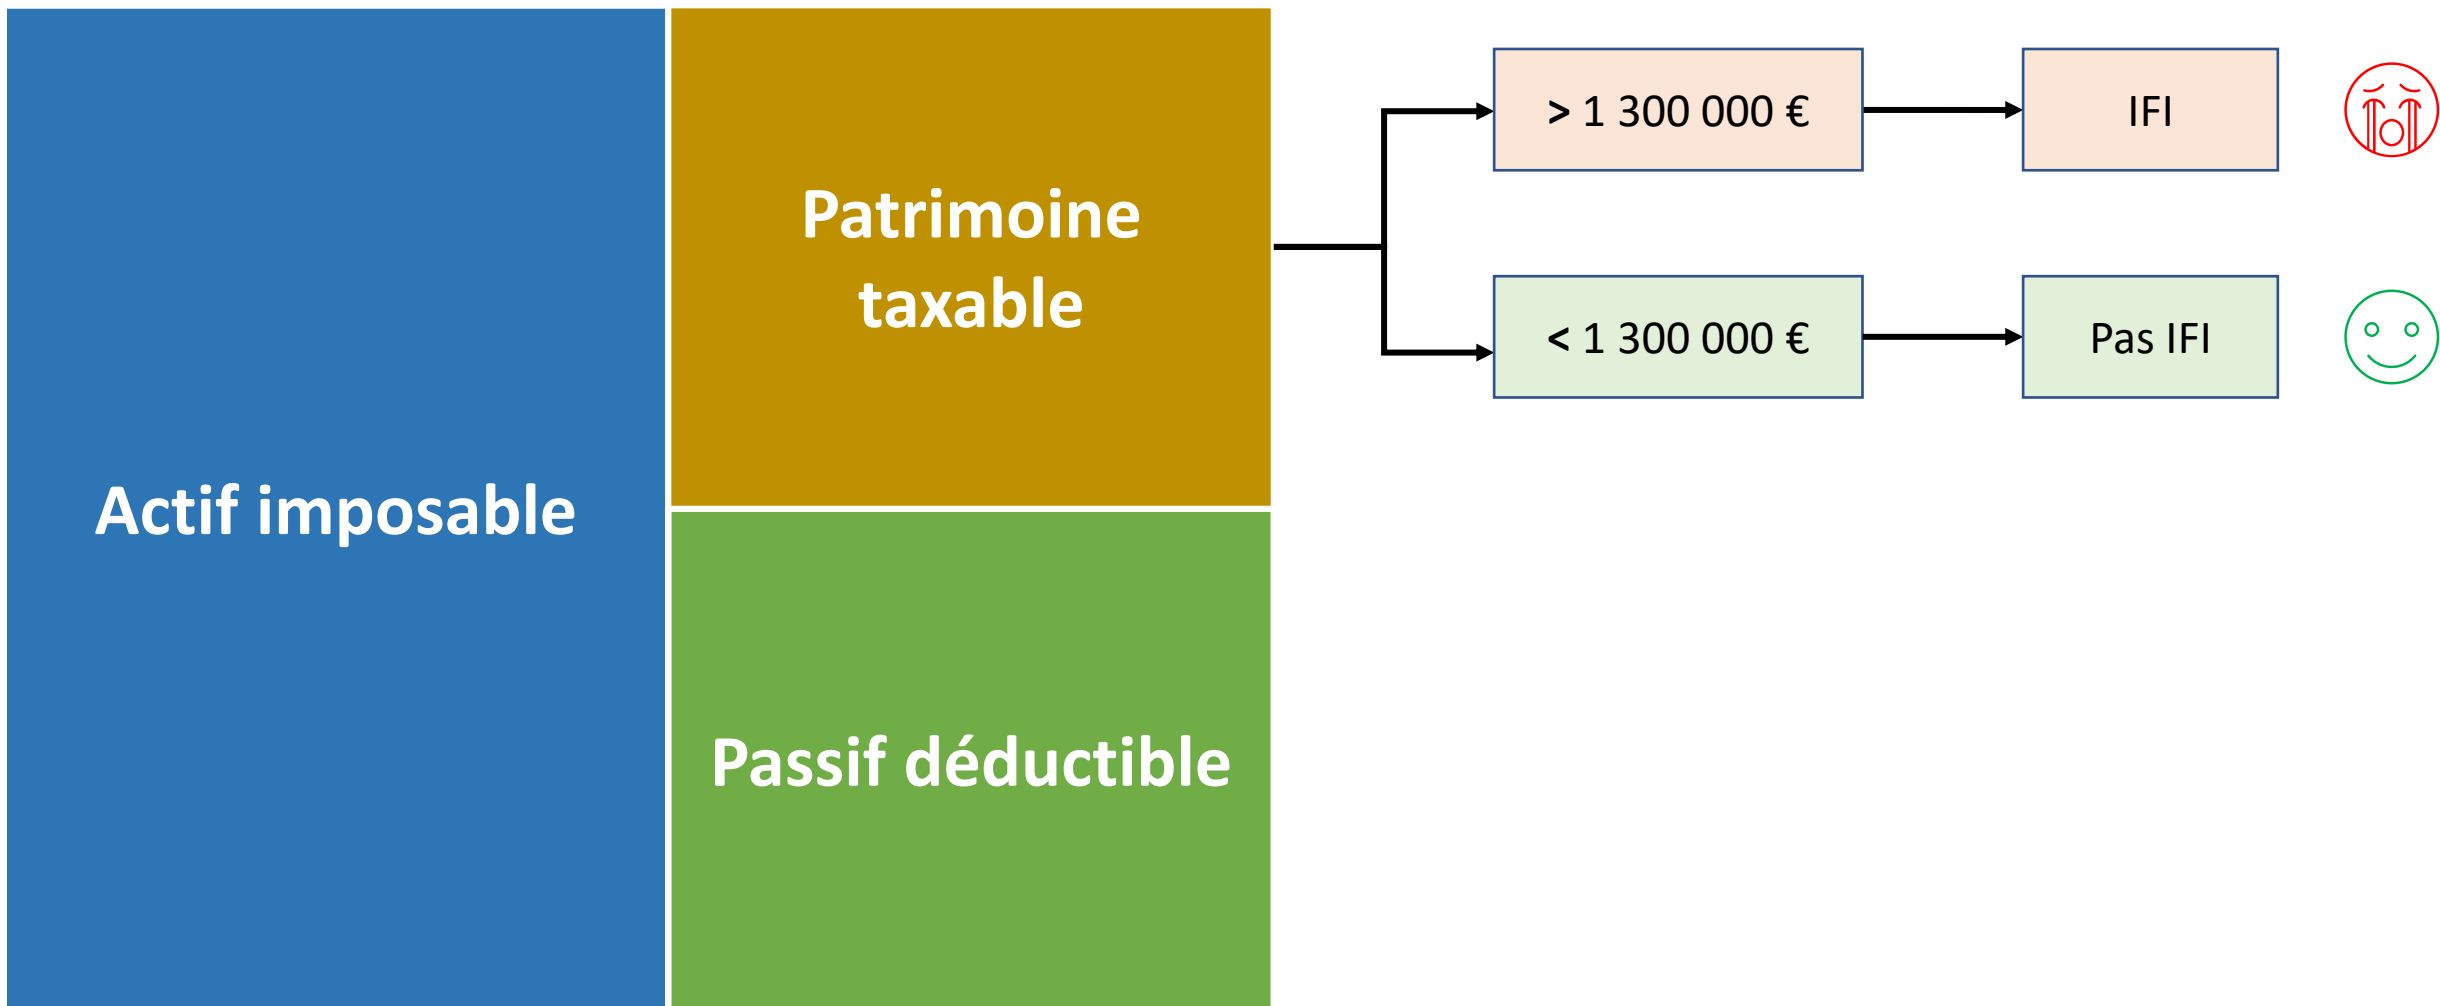 Actif imposable
Patrimoine
taxable
Passif déductible
> 1 300 000 €
IFI
< 1 300 000 €
Pas IFI